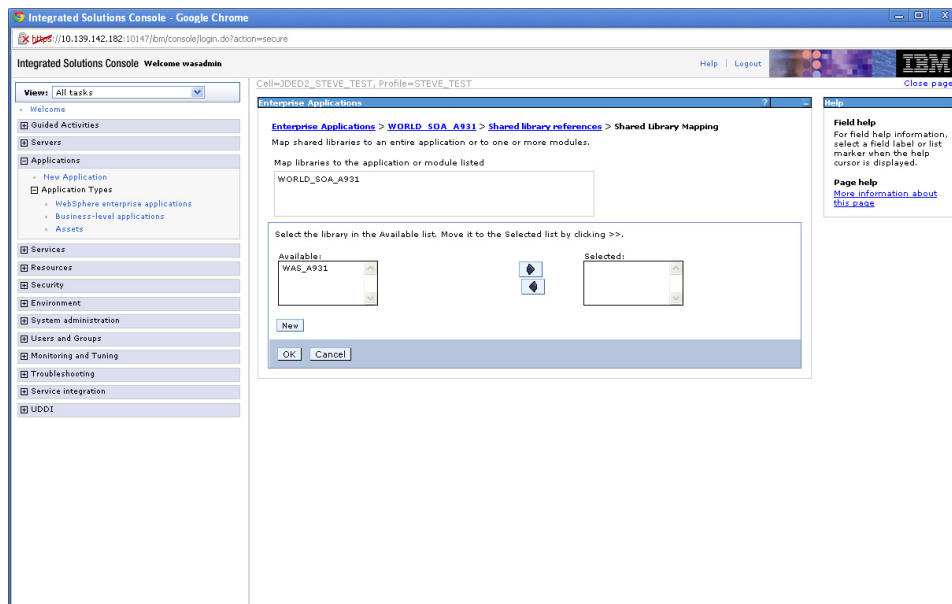 Integrated Solutions Console - Google Chrome
https://10.139.142.182:10147/ibm/console/login.do?action=secure
Integrated Solutions Console Welcome wasadmin
Help | Logout
IBM
View: All tasks
Cell=JDED2_STEVE_TEST, Profile=STEVE_TEST
Close page
Welcome
Guided Activities
Servers
Applications
New Application
Application Types
WebSphere enterprise applications
Business-level applications
Assets
Services
Resources
Security
Environment
System administration
Users and Groups
Monitoring and Tuning
Troubleshooting
Service integration
UDDI
Enterprise Applications
?
Enterprise Applications > WORLD_SOA_A931 > Shared library references > Shared Library Mapping
Map shared libraries to an entire application or to one or more modules.
Map libraries to the application or module listed
WORLD_SOA_A931
Select the library in the Available list. Move it to the Selected list by clicking >>.
Available:
WAS_A931
Selected:
New
OK Cancel
Help
Field help
For field help information,
select a field label or list
marker when the help
cursor is displayed.
Page help
More information about
this page